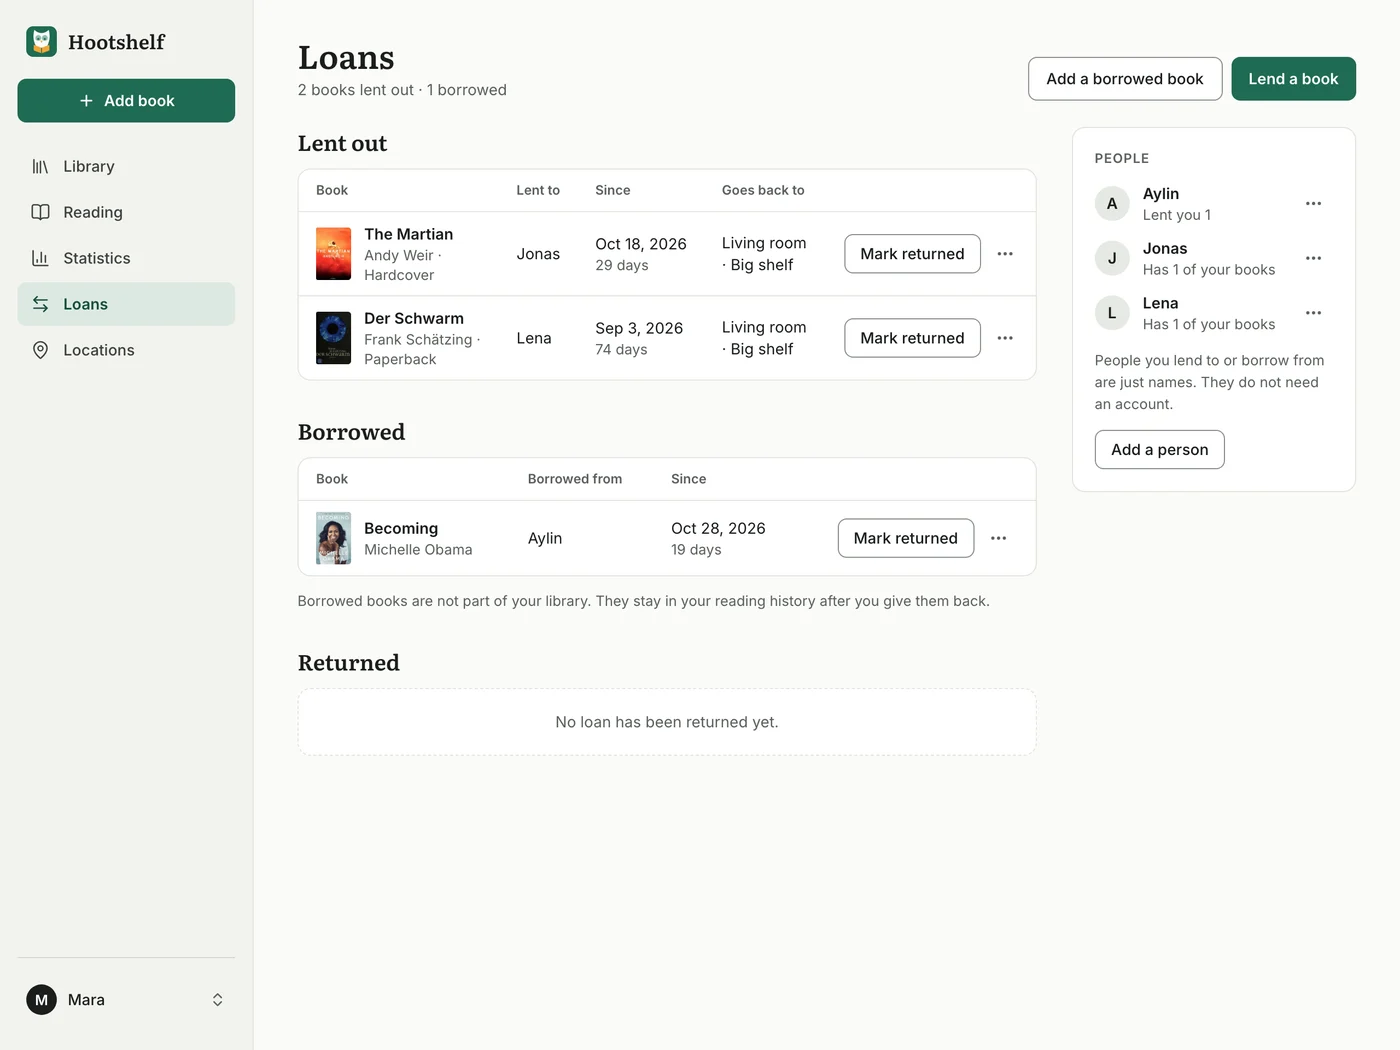 Hootshelf
Add book
Library
Reading
Statistics
Loans
Locations
M
Mara
Loans
2 books lent out · 1 borrowed
Add a borrowed book
Lend a book
Lent out
Book
Lent to
Since
Goes back to
The Martian
Andy Weir ·
Hardcover
Jonas
Oct 18, 2026
29 days
Living room
· Big shelf
Mark returned
Der Schwarm
Frank Schätzing ·
Paperback
Lena
Sep 3, 2026
74 days
Living room
· Big shelf
Mark returned
Borrowed
Book
Borrowed from
Since
Becoming
Michelle Obama
Aylin
Oct 28, 2026
19 days
Mark returned
Borrowed books are not part of your library. They stay in your reading history after you give them back.
Returned
No loan has been returned yet.
PEOPLE
A
Aylin
Lent you 1
J
Jonas
Has 1 of your books
L
Lena
Has 1 of your books
People you lend to or borrow from
are just names. They do not need
an account.
Add a person